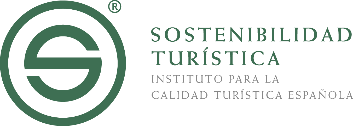 S ®
SOSTENIBILIDAD
TURÍSTICA
INSTITUTO PARA LA
CALIDAD TURÍSTICA ESPAÑOLA